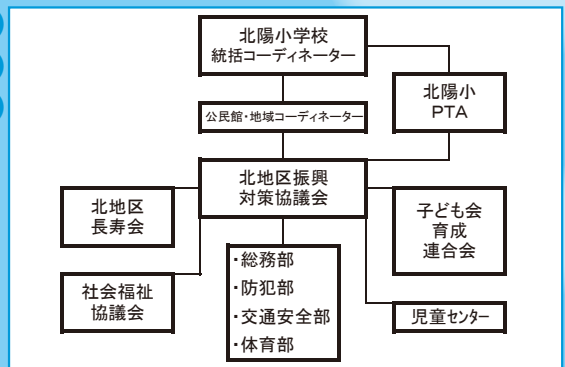 北陽小学校
統括コーディネーター
北陽小
PTA
公民館・地域コーディネーター
北地区振興
対策協議会
北地区
長寿会
子ども会
育成
連合会
・総務部
・防犯部
・交通安全部
・体育部
社会福祉
協議会
児童センター